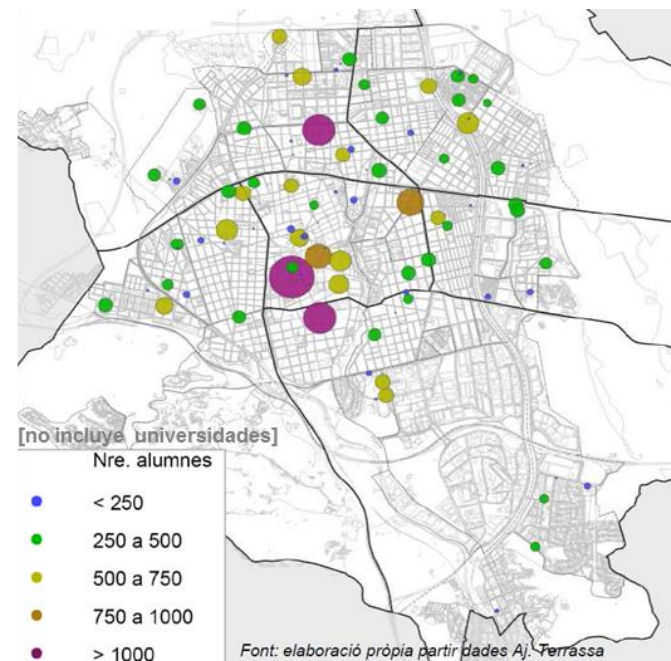 [no incluye universidades]
Nre. alumnes
< 250
250 a 500
500 a 750
750 a 1000
> 1000
Font: elaboració pròpia partir dades Aj. Terrassa